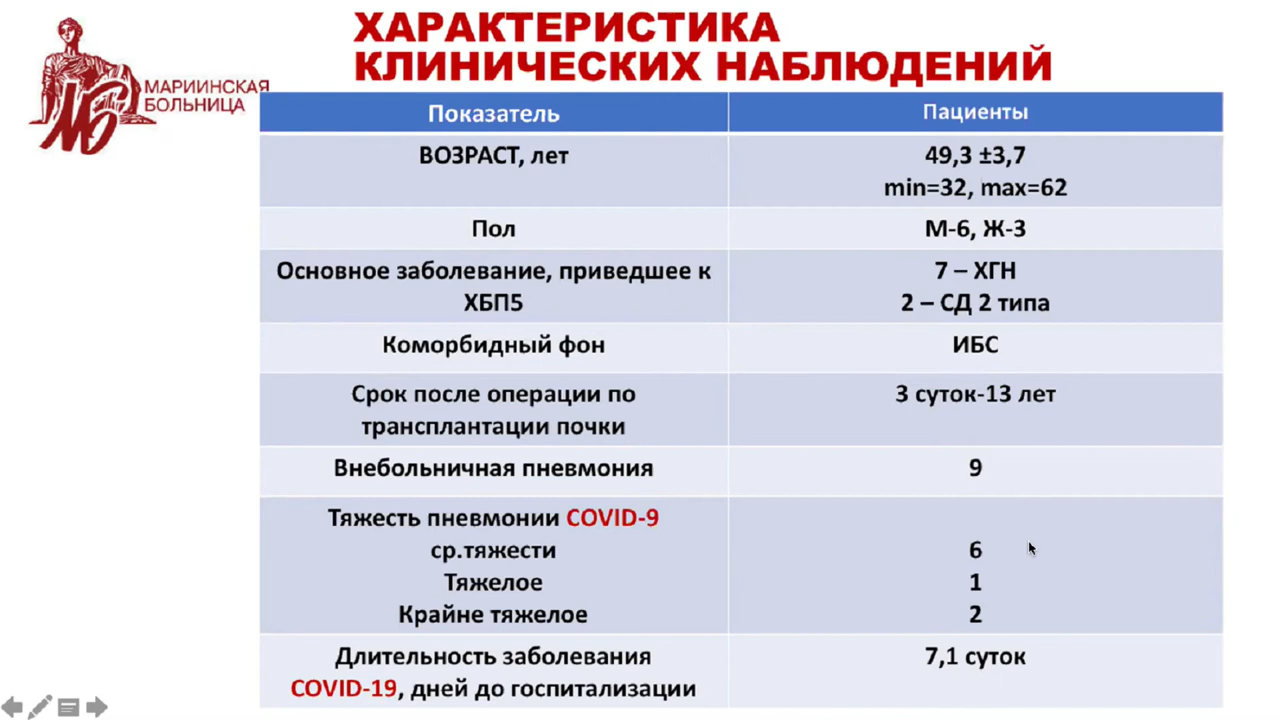 ХАРАКТЕРИСТИКА
КЛИНИЧЕСКИХ НАБЛЮДЕНИЙ
МАРИИНСКАЯ
БОЛЬНИЦА
Показатель
Пациенты
ВОЗРАСТ, лет
49,3 ±3,7
min=32, max=62
Пол
М-6, Ж-3
Основное заболевание, приведшее к
ХБП5
7 – ХГН
2 – СД 2 типа
Коморбидный фон
ИБС
Срок после операции по
трансплантации почки
3 суток-13 лет
Внебольничная пневмония
9
Тяжесть пневмонии COVID-9
ср.тяжести
6
Тяжелое
1
Крайне тяжелое
2
Длительность заболевания
COVID-19, дней до госпитализации
7,1 суток